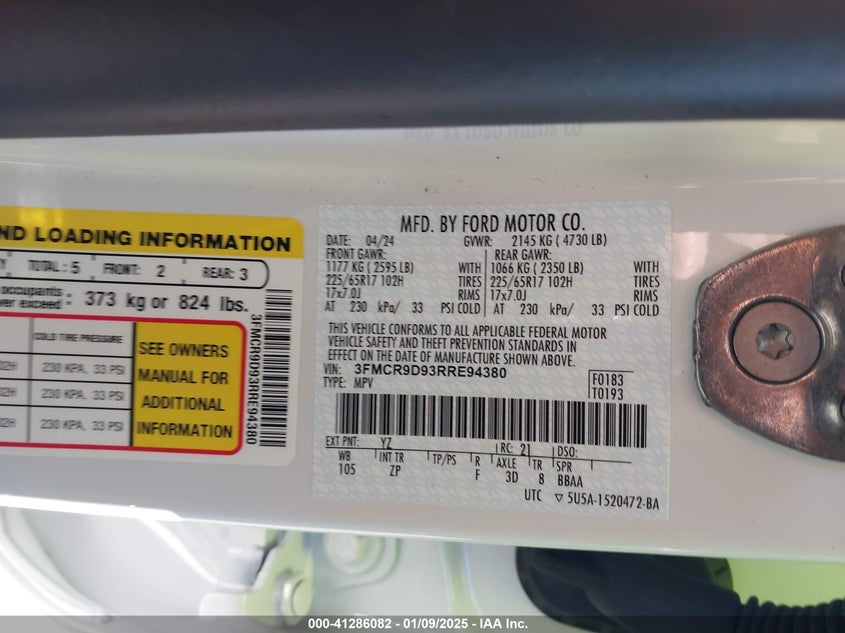 ND LOADING INFORMATION
TOTAL : 5 FRONT: 2 REAR: 3
occupants
ver exceed : 373 kg or 824 lbs.
COLD TIRE PRESSURE
02H 230 KPA, 33 PSI
02H 230 KPA, 33 PSI
02H 230 KPA, 33 PSI
SEE OWNERS
MANUAL FOR
ADDITIONAL
INFORMATION
3FMCR9D93RRE94380
MFD. BY FORD MOTOR CO.
DATE: 04/24 GVWR: 2145 KG ( 4730 LB)
FRONT GAWR: REAR GAWR:
1177 KG ( 2595 LB) WITH 1066 KG ( 2350 LB) WITH
225/65R17 102H TIRES 225/65R17 102H TIRES
17x7.0J RIMS 17x7.0J RIMS
AT 230 kPa/ 33 PSI COLD AT 230 kPa/ 33 PSI COLD
THIS VEHICLE CONFORMS TO ALL APPLICABLE FEDERAL MOTOR
VEHICLE SAFETY AND THEFT PREVENTION STANDARDS IN
EFFECT ON THE DATE OF MANUFACTURE SHOWN ABOVE.
VIN: 3FMCR9D93RRE94380
TYPE: MPV
F0183
T0193
EXT PNT: YZ RC: 21 DSO:
WB INT TR TP/PS R AXLE TR SPR
105 ZP F 3D 8 BBAA
UTC ▽ 5U5A-1520472-BA
000-41286082 - 01/09/2025 - IAA Inc.